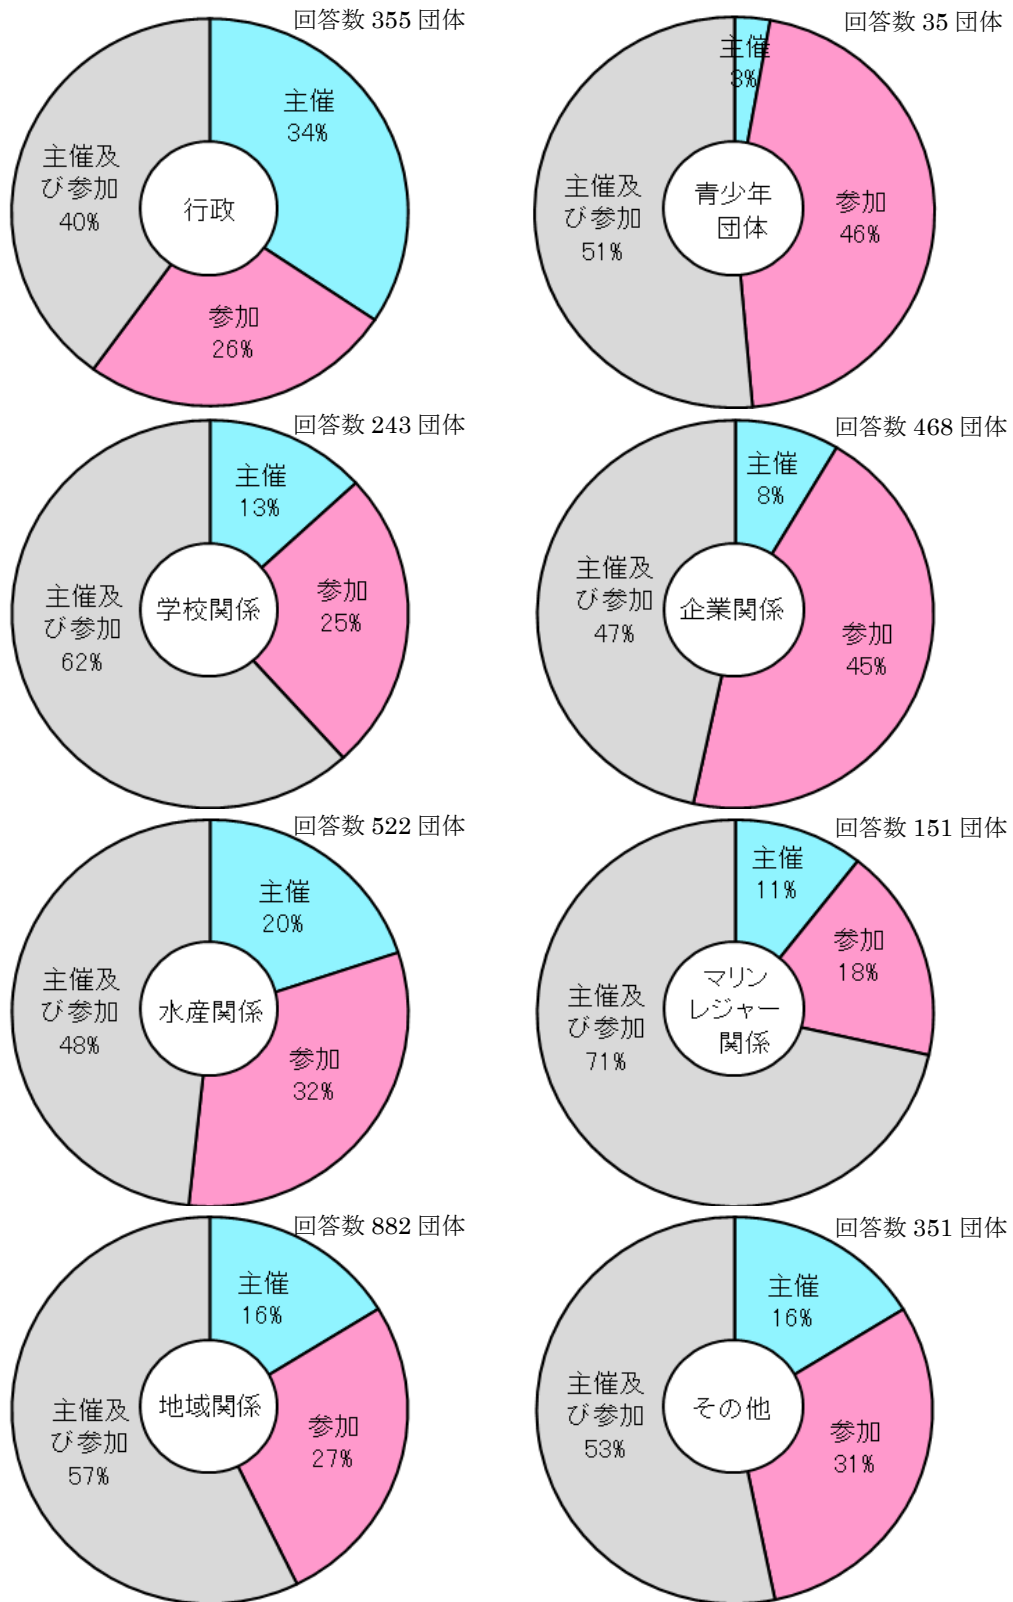 回答数 355 団体
主催
34%
主催及
び参加
40%
行政
参加
26%
回答数 35 団体
主催
3%
主催及
び参加
51%
青少年
団体
参加
46%
回答数 243 団体
主催
13%
主催及
び参加
62%
学校関係
参加
25%
回答数 468 団体
主催
8%
主催及
び参加
47%
企業関係
参加
45%
回答数 522 団体
主催
20%
主催及
び参加
48%
水産関係
参加
32%
回答数 151 団体
主催
11%
参加
18%
主催及
び参加
71%
マリン
レジャー
関係
回答数 882 団体
主催
16%
主催及
び参加
57%
地域関係
参加
27%
回答数 351 団体
主催
16%
主催及
び参加
53%
その他
参加
31%